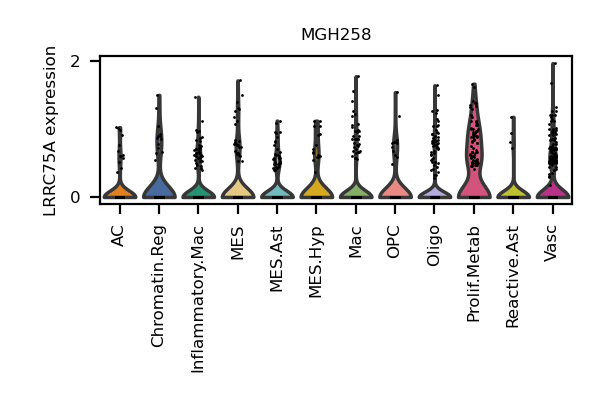 MGH258
LRRC75A expression
2
0
AC
Chromatin.Reg
Inflammatory.Mac
MES
MES.Ast
MES.Hyp
Mac
OPC
Oligo
Prolif.Metab
Reactive.Ast
Vasc